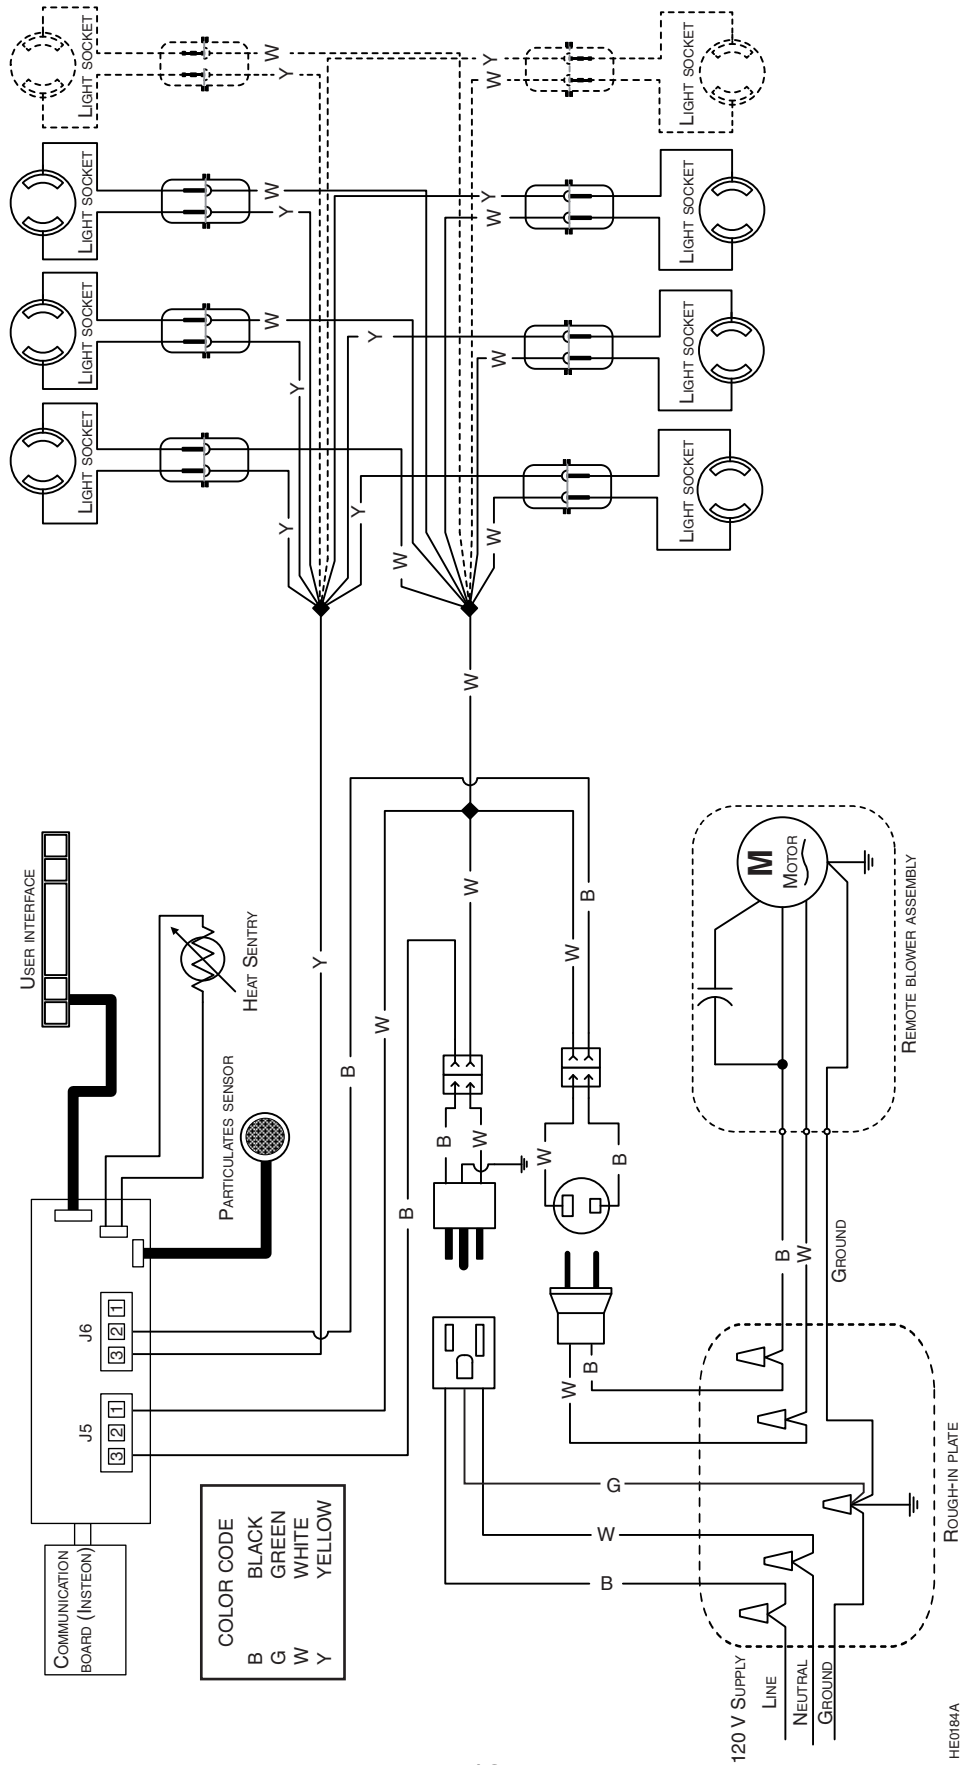 COMMUNICATION
BOARD (INSTEON)
J5
3
2
1
J6
3
2
1
USER INTERFACE
HEAT SENTRY
PARTICULATES SENSOR
LIGHT SOCKET
LIGHT SOCKET
LIGHT SOCKET
LIGHT SOCKET
COLOR CODE
B BLACK
G GREEN
W WHITE
Y YELLOW
Y
W
Y
W
Y
W
Y
W
Y
B
W
B
B
W
W
W
W
B
W
B
Y
W
Y
W
Y
W
Y
W
LIGHT SOCKET
LIGHT SOCKET
LIGHT SOCKET
LIGHT SOCKET
W
B
B
W
G
120 V SUPPLY
LINE
NEUTRAL
GROUND
B
W
GROUND
M
MOTOR
REMOTE BLOWER ASSEMBLY
ROUGH-IN PLATE
HE0184A